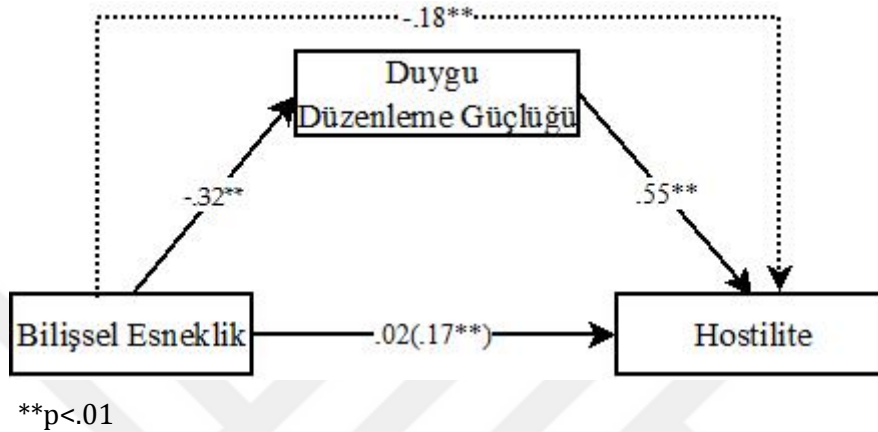 -.18**
Duygu
Düzenleme Güçlüğü
-.32**
.55**
Bilişsel Esneklik
.02(.17**)
Hostilite
**p<.01